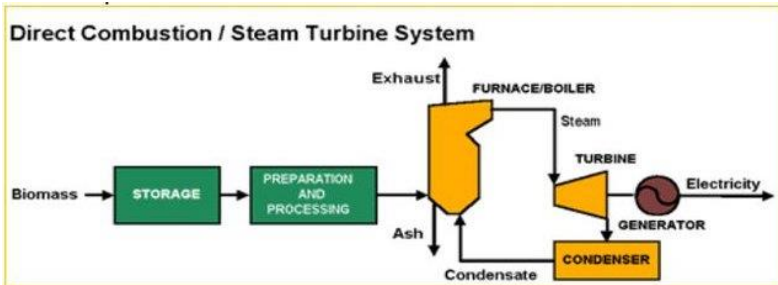 Direct Combustion / Steam Turbine System
Exhaust
FURNACE/BOILER
Steam
TURBINE
Biomass
STORAGE
PREPARATION
AND
PROCESSING
Electricity
GENERATOR
Ash
CONDENSER
Condensate